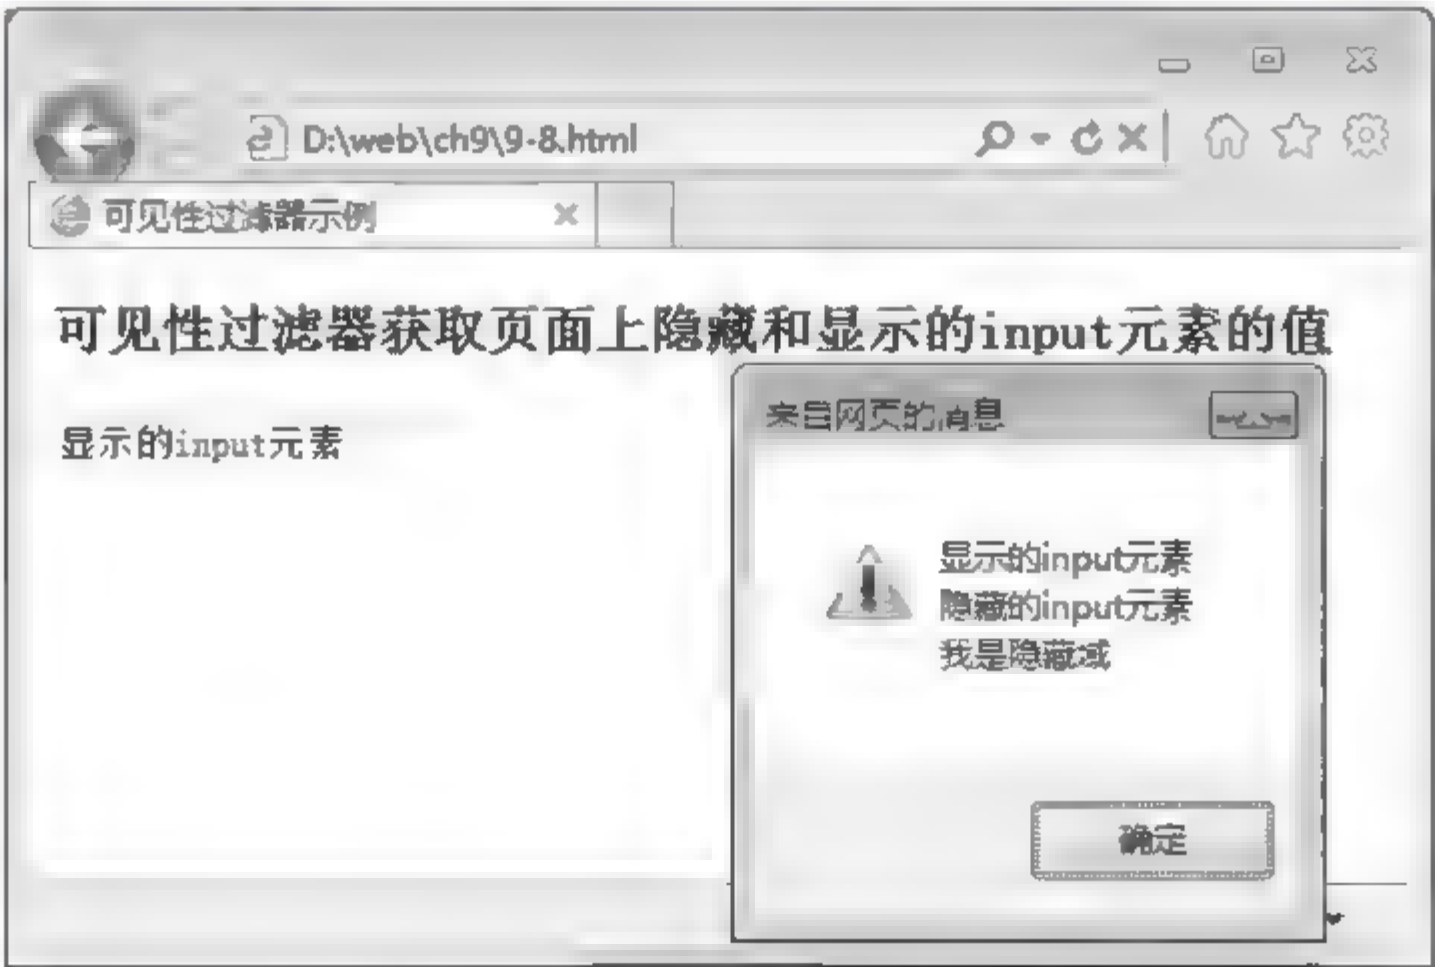 D:\web\ch9\9-8.html
可见性过滤器示例
可见性过滤器获取页面上隐藏和显示的input元素的值
显示的input元素
来自网页的消息
显示的input元素
隐藏的input元素
我是隐藏域
确定